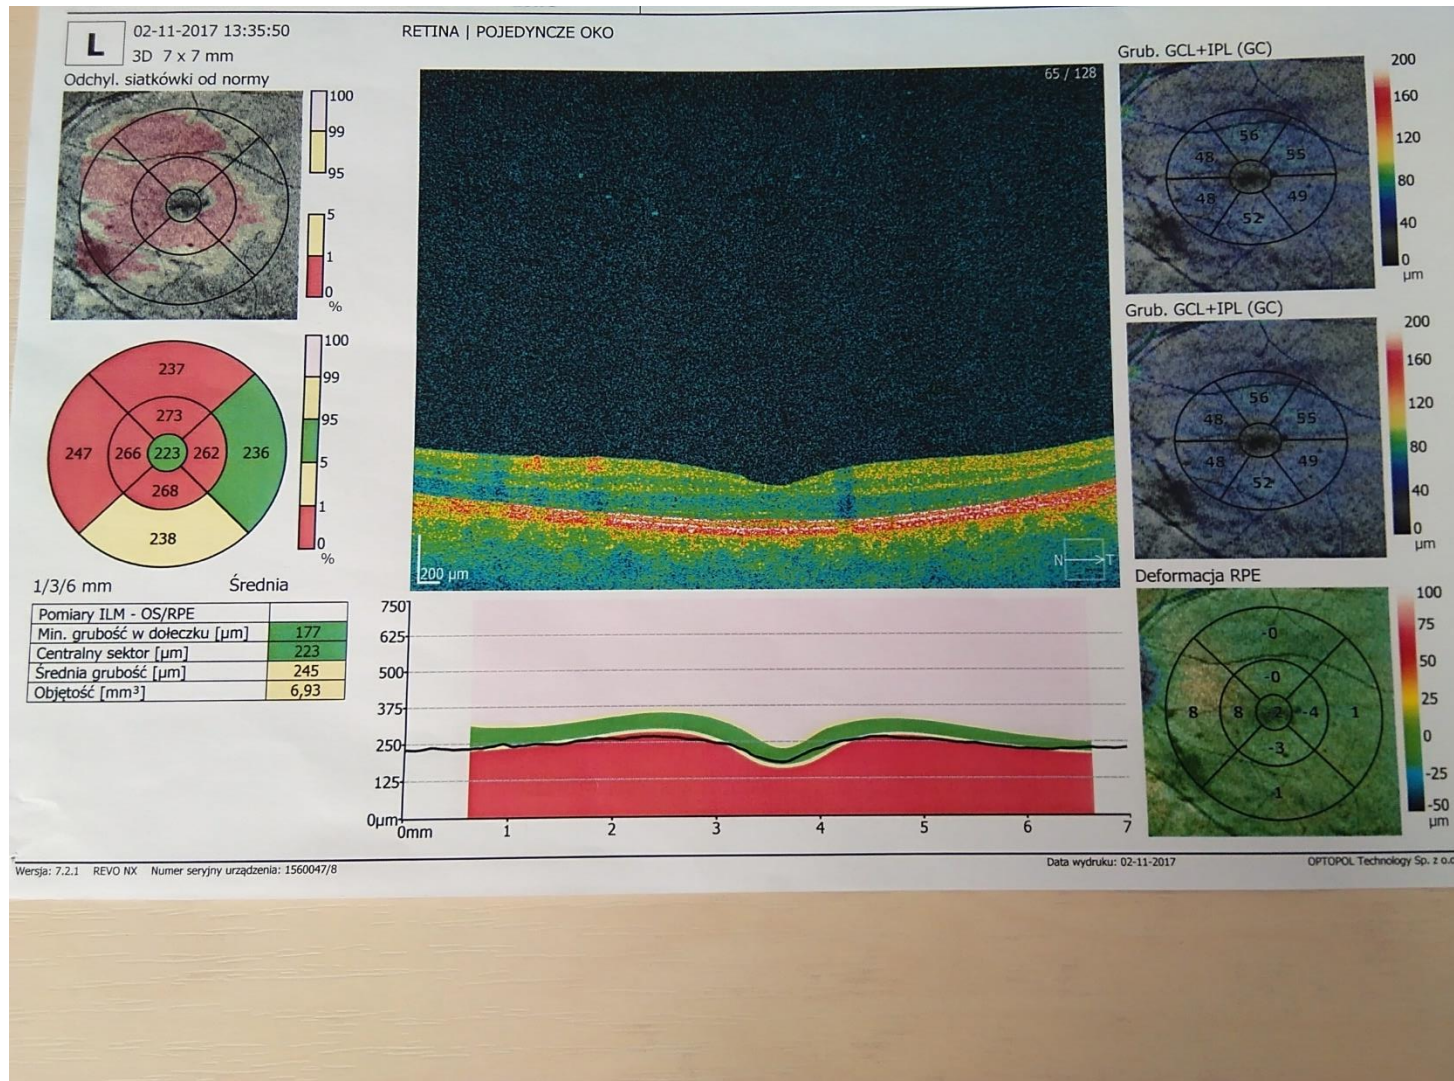 L
02-11-2017 13:35:50
3D 7 x 7 mm
RETINA | POJEDYNCZE OKO
Odchyl. siatkówki od normy
100
99
95
5
1
0
%
237
273
247
266
223
262
236
268
238
100
99
95
5
1
0
%
1/3/6 mm
Średnia
Pomiary ILM - OS/RPE
Min. grubość w dołeczku [µm] 177
Centralny sektor [µm] 223
Średnia grubość [µm] 245
Objętość [mm³] 6,93
65 / 128
200 µm
N T
750
625
500
375
250
125
0µm
0mm 1 2 3 4 5 6 7
Grub. GCL+IPL (GC)
56
48 55
48 49
52
200
160
120
80
40
0
µm
Grub. GCL+IPL (GC)
56
48 55
48 49
52
200
160
120
80
40
0
µm
Deformacja RPE
-0
-0
8 8 -2 -4 1
-3
-1
100
75
50
25
0
-25
-50
µm
Wersja: 7.2.1 REVO NX Numer seryjny urządzenia: 1560047/8
Data wydruku: 02-11-2017
OPTOPOL Technology Sp. z o.o